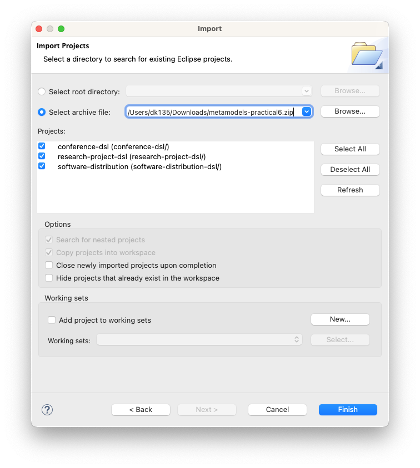 Import
Import Projects
Select a directory to search for existing Eclipse projects.
Select root directory:
Browse...
Select archive file:
/Users/dk135/Downloads/metamodels-practical6.zip
Browse...
Projects:
conference-dsl (conference-dsl/)
research-project-dsl (research-project-dsl/)
software-distribution (software-distribution-dsl/)
Select All
Deselect All
Refresh
Options
Search for nested projects
Copy projects into workspace
Close newly imported projects upon completion
Hide projects that already exist in the workspace
Working sets
Add project to working sets
New...
Working sets:
Select...
?
< Back
Next >
Cancel
Finish